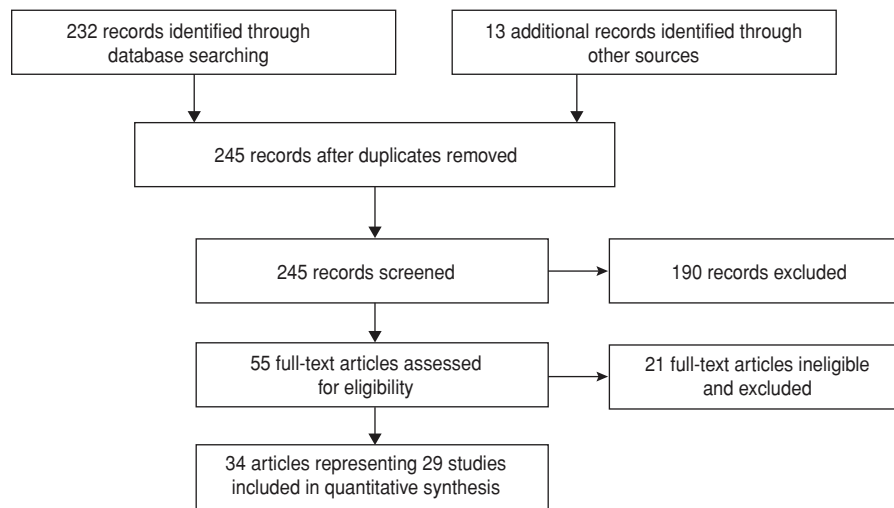 232 records identified through
database searching
13 additional records identified through
other sources
245 records after duplicates removed
245 records screened
190 records excluded
55 full-text articles assessed
for eligibility
21 full-text articles ineligible
and excluded
34 articles representing 29 studies
included in quantitative synthesis